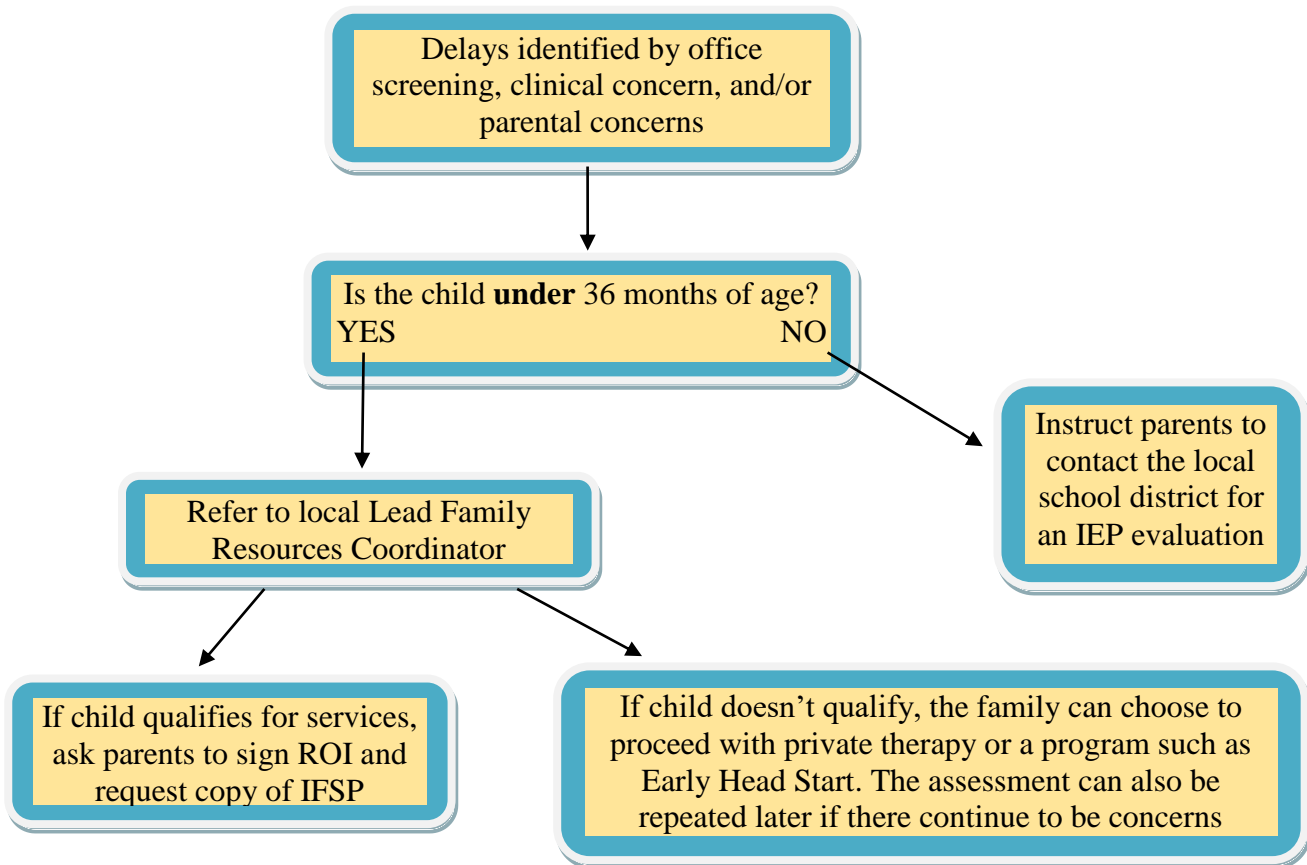 Delays identified by office
screening, clinical concern, and/or
parental concerns
Is the child under 36 months of age?
YES NO
Instruct parents to
contact the local
school district for
an IEP evaluation
Refer to local Lead Family
Resources Coordinator
If child qualifies for services,
ask parents to sign ROI and
request copy of IFSP
If child doesn’t qualify, the family can choose to
proceed with private therapy or a program such as
Early Head Start. The assessment can also be
repeated later if there continue to be concerns